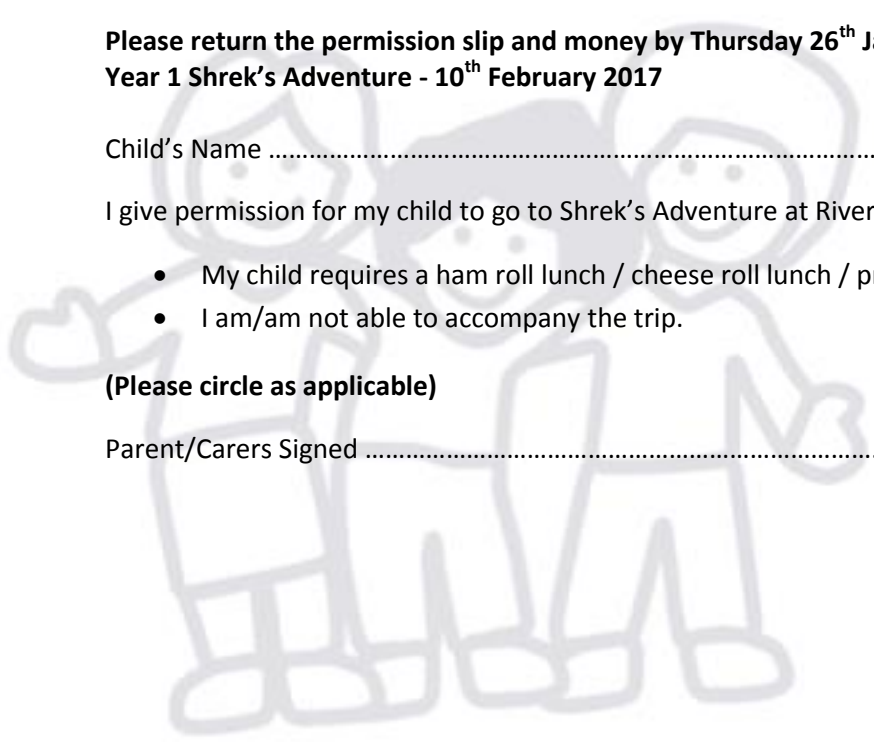 Please return the permission slip and money by Thursday 26th
Year 1 Shrek’s Adventure - 10th February 2017
Child’s Name ……………………………………………………………………………
I give permission for my child to go to Shrek’s Adventure at River
• My child requires a ham roll lunch / cheese roll lunch /
• I am/am not able to accompany the trip.
(Please circle as applicable)
Parent/Carers Signed ………………………………………………………………